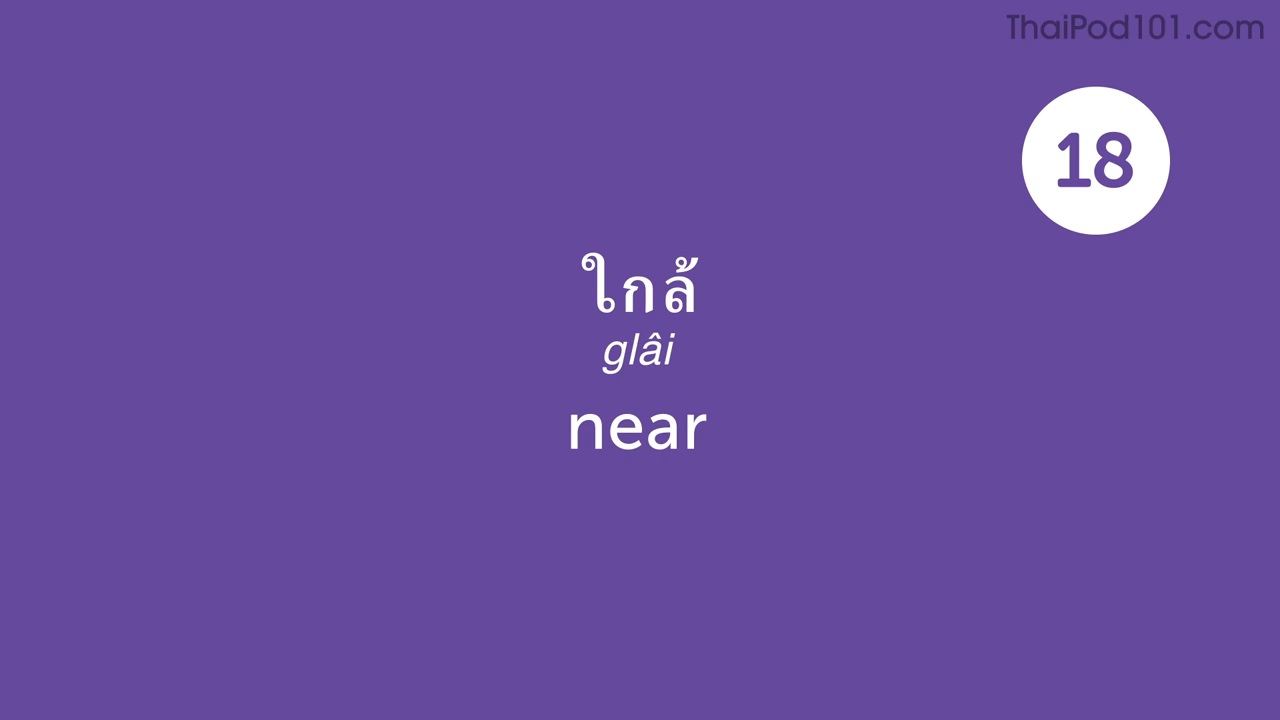 ThaiPod101.com
18
ใกล้
glâi
near